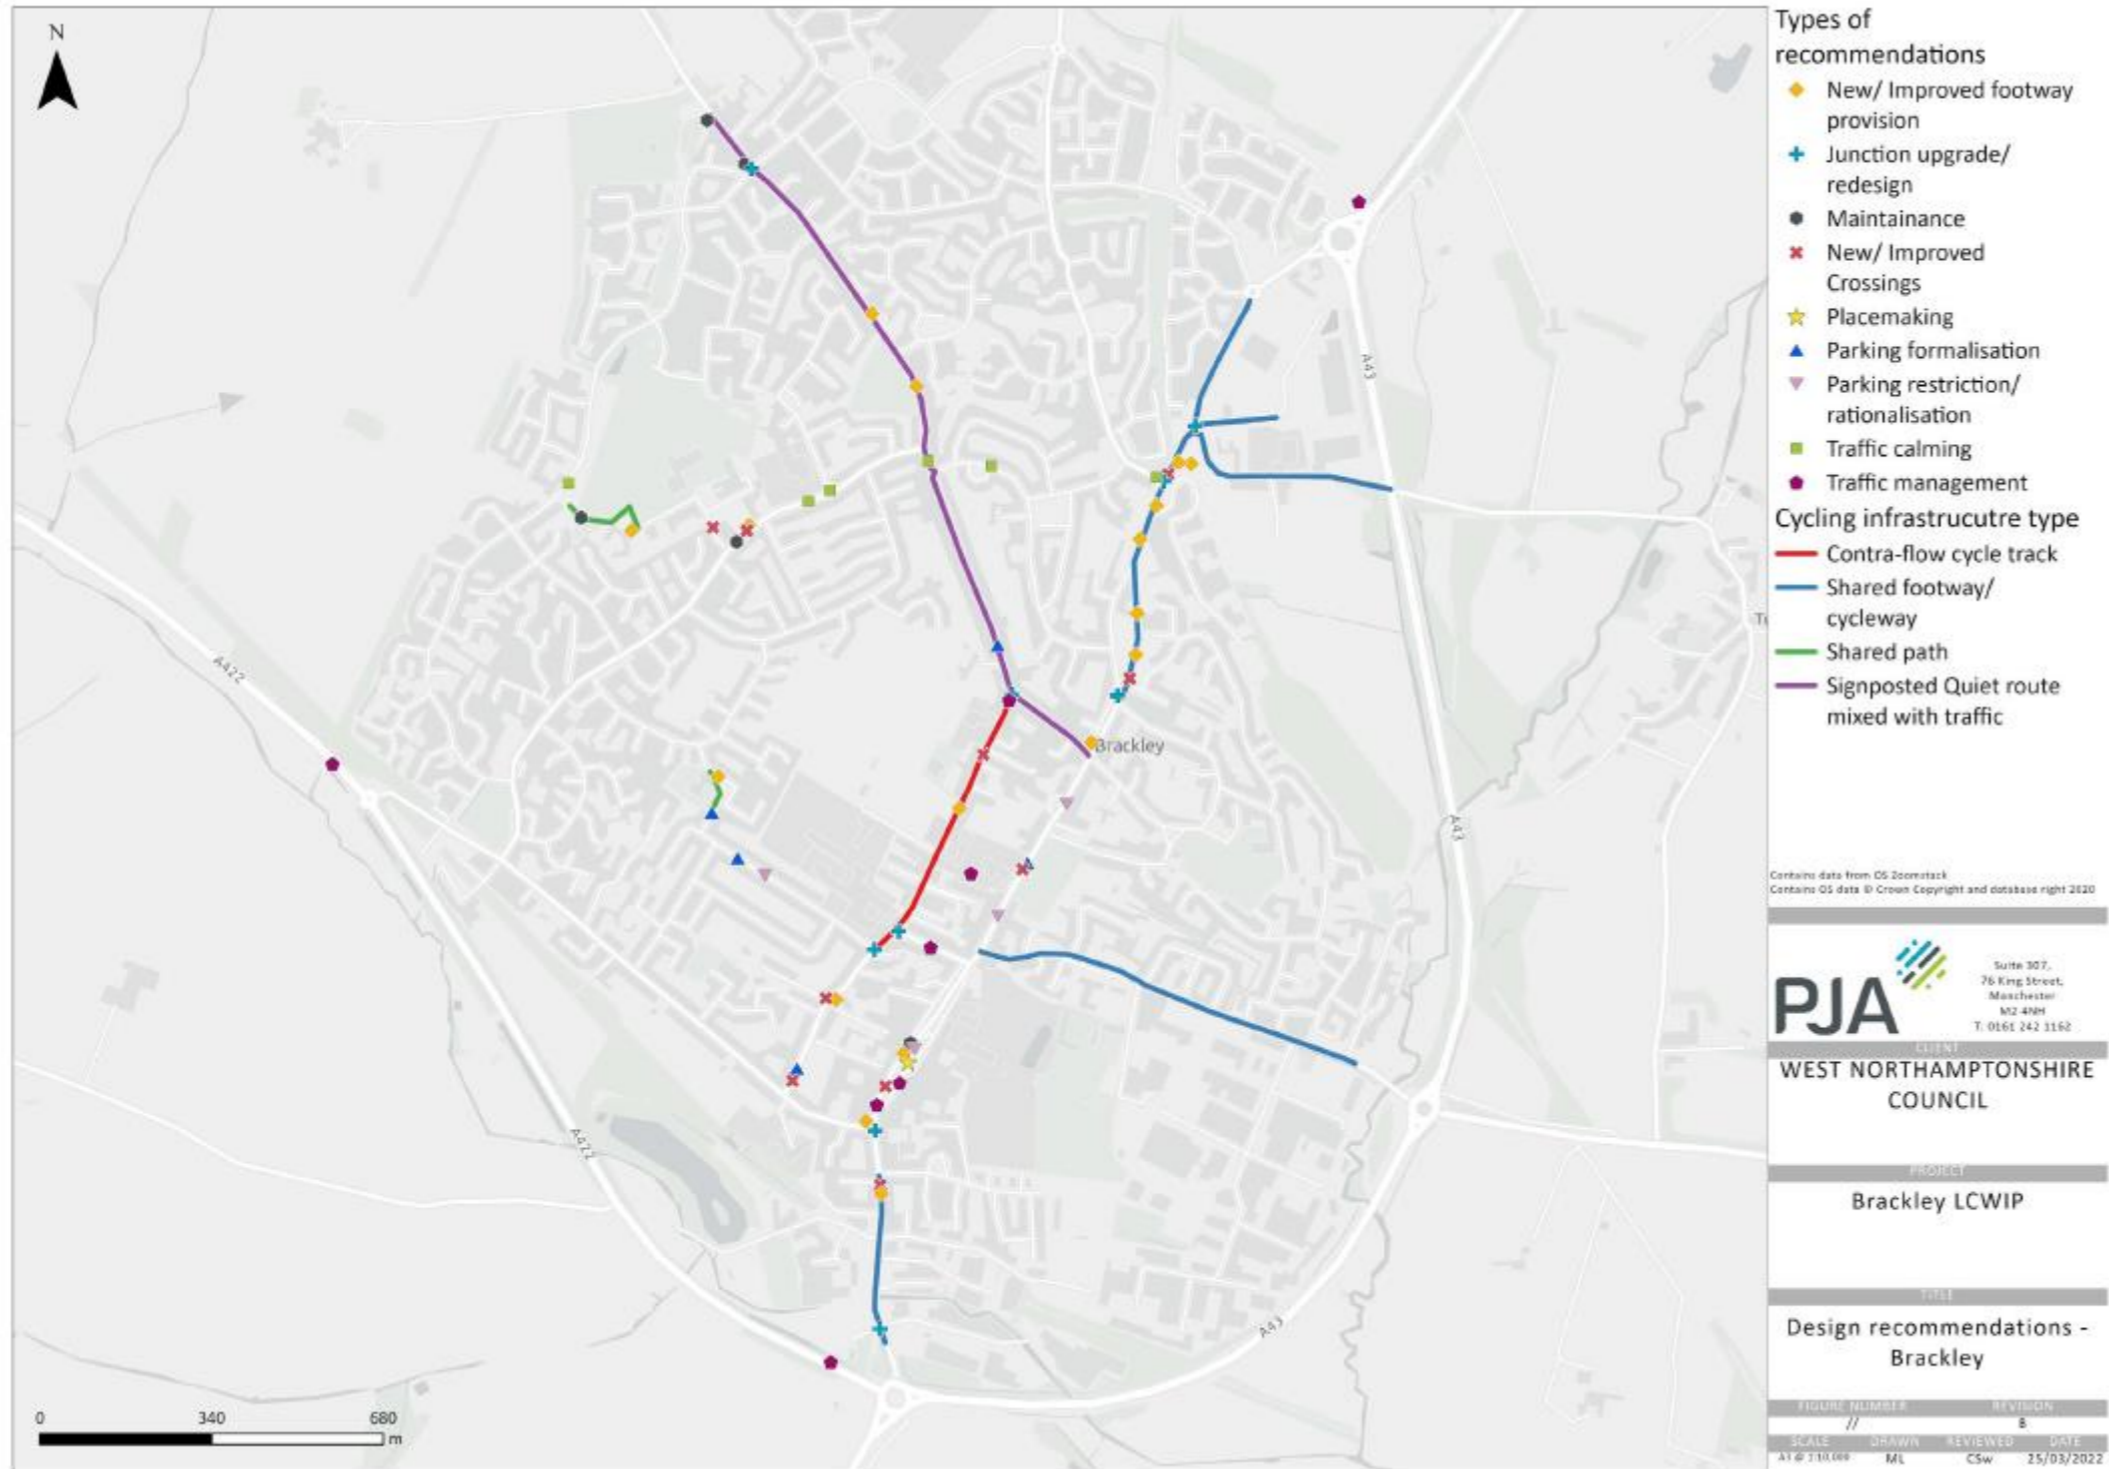 N
A43
A422
Brackley
A43
A422
A43
0 340 680
m
Types of
recommendations
New/ Improved footway
provision
Junction upgrade/
redesign
Maintainance
New/ Improved
Crossings
Placemaking
Parking formalisation
Parking restriction/
rationalisation
Traffic calming
Traffic management
Cycling infrastrucutre type
Contra-flow cycle track
Shared footway/
cycleway
Shared path
Signposted Quiet route
mixed with traffic
Contains data from OS Zoomstack
Contains OS data © Crown Copyright and database right 2020
PJA
Suite 307,
76 King Street,
Manchester
M2 4NH
T. 0161 242 1162
CLIENT
WEST NORTHAMPTONSHIRE
COUNCIL
PROJECT
Brackley LCWIP
TITLE
Design recommendations -
Brackley
FIGURE NUMBER REVISION
// B
SCALE DRAWN REVIEWED DATE
A3 @ 1:10,000 ML CSw 25/03/2022